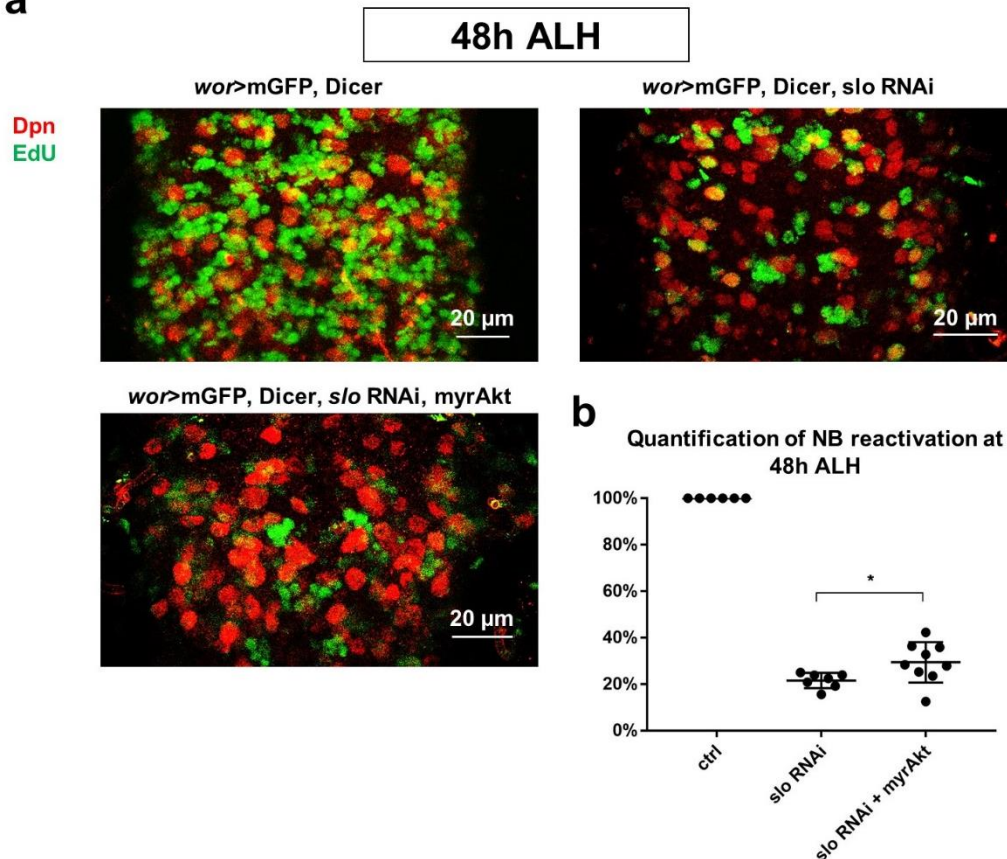 a
48h ALH
wor>mGFP, Dicer
wor>mGFP, Dicer, slo RNAi
Dpn
EdU
20 μm
20 μm
wor>mGFP, Dicer, slo RNAi, myrAkt
20 μm
b
Quantification of NB reactivation at
48h ALH
100%
80%
60%
40%
20%
0%
*
ctrl
slo RNAi
slo RNAi + myrAkt